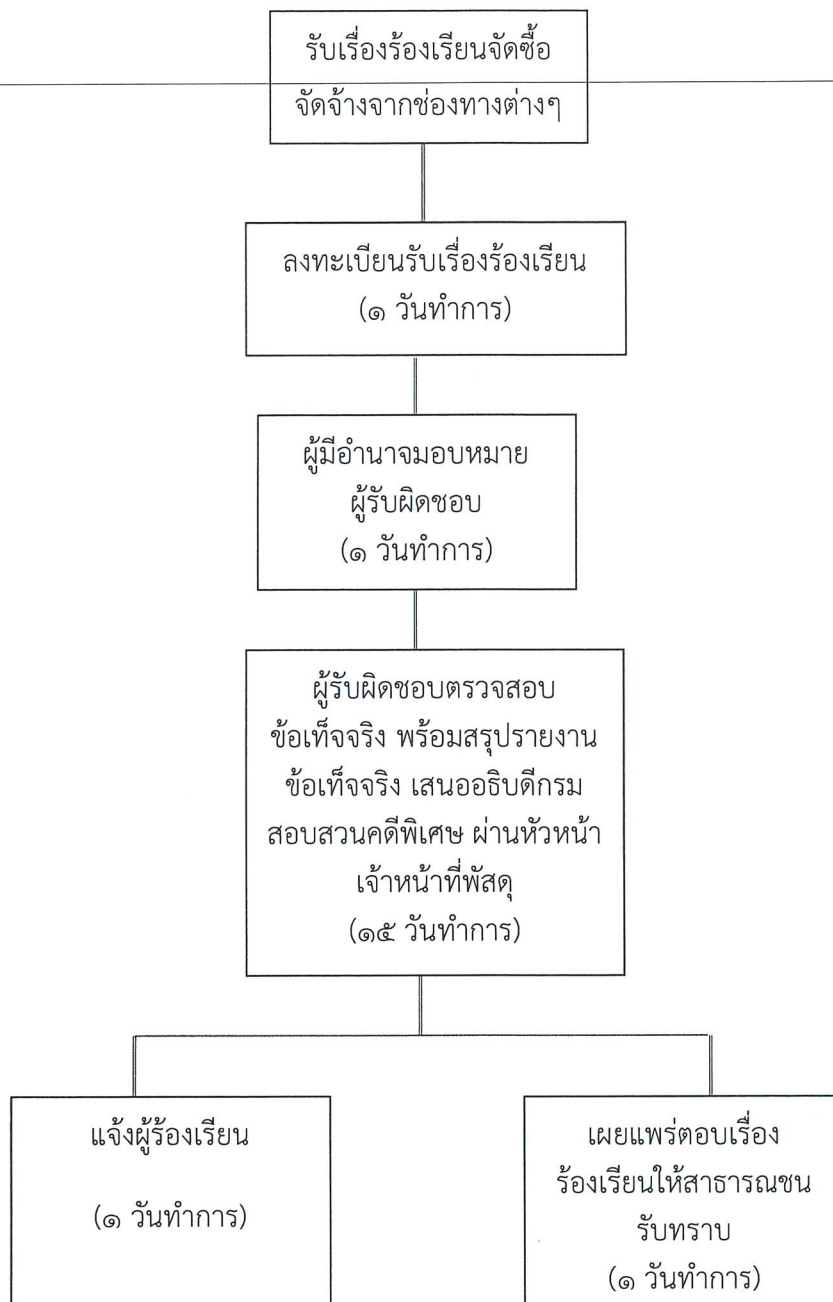 รับเรื่องร้องเรียนจัดซื้อ
จัดจ้างจากช่องทางต่างๆ
ลงทะเบียนรับเรื่องร้องเรียน
(๑ วันทำการ)
ผู้มีอำนาจมอบหมาย
ผู้รับผิดชอบ
(๑ วันทำการ)
ผู้รับผิดชอบตรวจสอบ
ข้อเท็จจริง พร้อมสรุปรายงาน
ข้อเท็จจริง เสนออธิบดีกรม
สอบสวนคดีพิเศษ ผ่านหัวหน้า
เจ้าหน้าที่พัสดุ
(๑๕ วันทำการ)
แจ้งผู้ร้องเรียน
(๑ วันทำการ)
เผยแพร่ตอบเรื่อง
ร้องเรียนให้สาธารณชน
รับทราบ
(๑ วันทำการ)